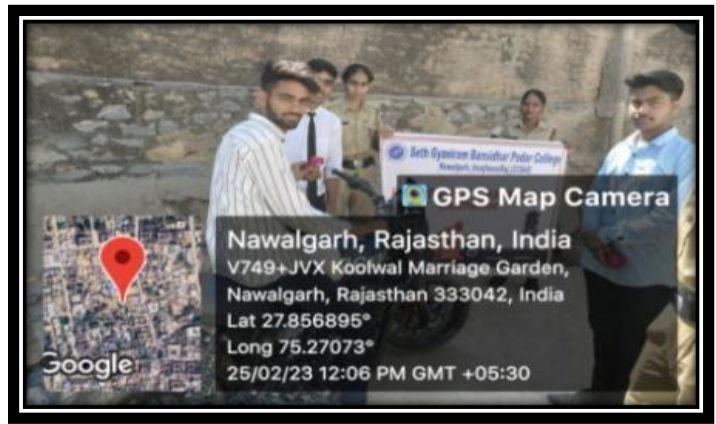 Seth Gyaniram Bansidhar Podar College
GPS Map Camera
Nawalgarh, Rajasthan, India
V749+JVX Koolwal Marriage Garden,
Nawalgarh, Rajasthan 333042, India
Lat 27.856895°
Long 75.27073°
25/02/23 12:06 PM GMT +05:30
Google